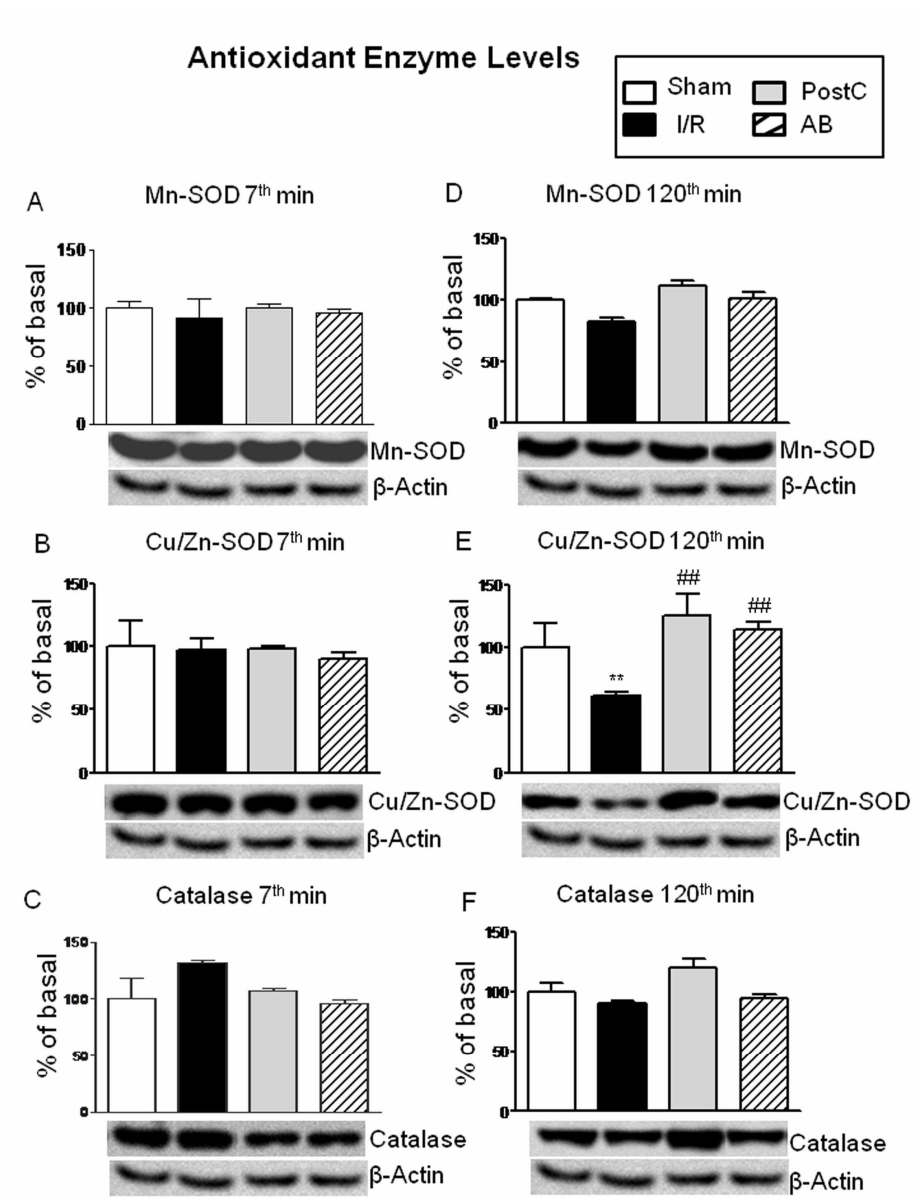 Antioxidant Enzyme Levels
Sham
PostC
I/R
AB
A
Mn-SOD 7th min
% of basal
150
100
50
0
Mn-SOD
β-Actin
D
Mn-SOD 120th min
% of basal
150
100
50
0
Mn-SOD
β-Actin
B
Cu/Zn-SOD 7th min
% of basal
150
100
50
0
Cu/Zn-SOD
β-Actin
E
Cu/Zn-SOD 120th min
% of basal
150
100
50
0
**
##
##
Cu/Zn-SOD
β-Actin
C
Catalase 7th min
% of basal
150
100
50
0
Catalase
β-Actin
F
Catalase 120th min
% of basal
150
100
50
0
Catalase
β-Actin